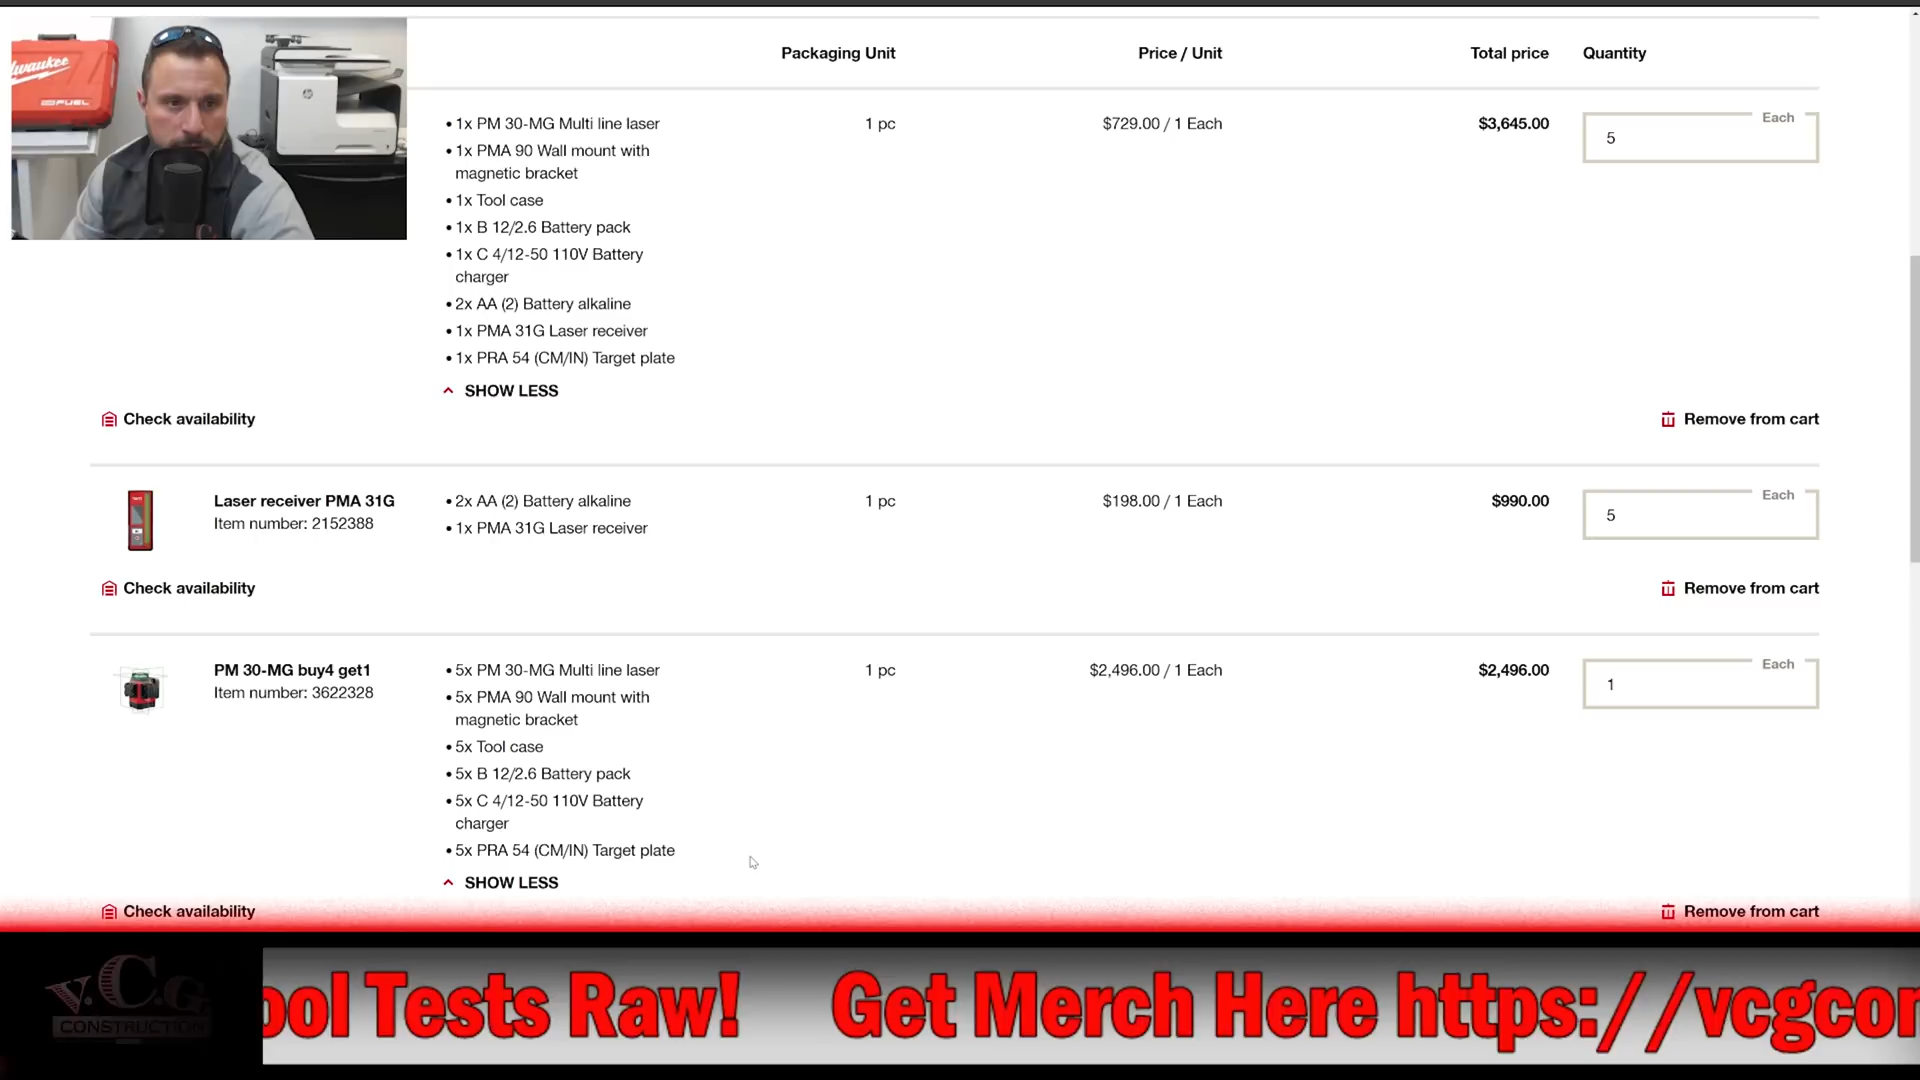 Milwaukee
FUEL
Packaging Unit
Price / Unit
Total price
Quantity
• 1x PM 30-MG Multi line laser
1 pc
$729.00 / 1 Each
$3,645.00
Each
5
• 1x PMA 90 Wall mount with
magnetic bracket
• 1x Tool case
• 1x B 12/2.6 Battery pack
• 1x C 4/12-50 110V Battery
charger
• 2x AA (2) Battery alkaline
• 1x PMA 31G Laser receiver
• 1x PRA 54 (CM/IN) Target plate
SHOW LESS
Check availability
Remove from cart
Laser receiver PMA 31G
Item number: 2152388
• 2x AA (2) Battery alkaline
• 1x PMA 31G Laser receiver
1 pc
$198.00 / 1 Each
$990.00
Each
5
Check availability
Remove from cart
PM 30-MG buy4 get1
Item number: 3622328
• 5x PM 30-MG Multi line laser
• 5x PMA 90 Wall mount with
magnetic bracket
• 5x Tool case
• 5x B 12/2.6 Battery pack
• 5x C 4/12-50 110V Battery
charger
• 5x PRA 54 (CM/IN) Target plate
1 pc
$2,496.00 / 1 Each
$2,496.00
Each
1
SHOW LESS
Check availability
Remove from cart
V.C.G
CONSTRUCTION
ool Tests Raw! Get Merch Here https://vcgcon